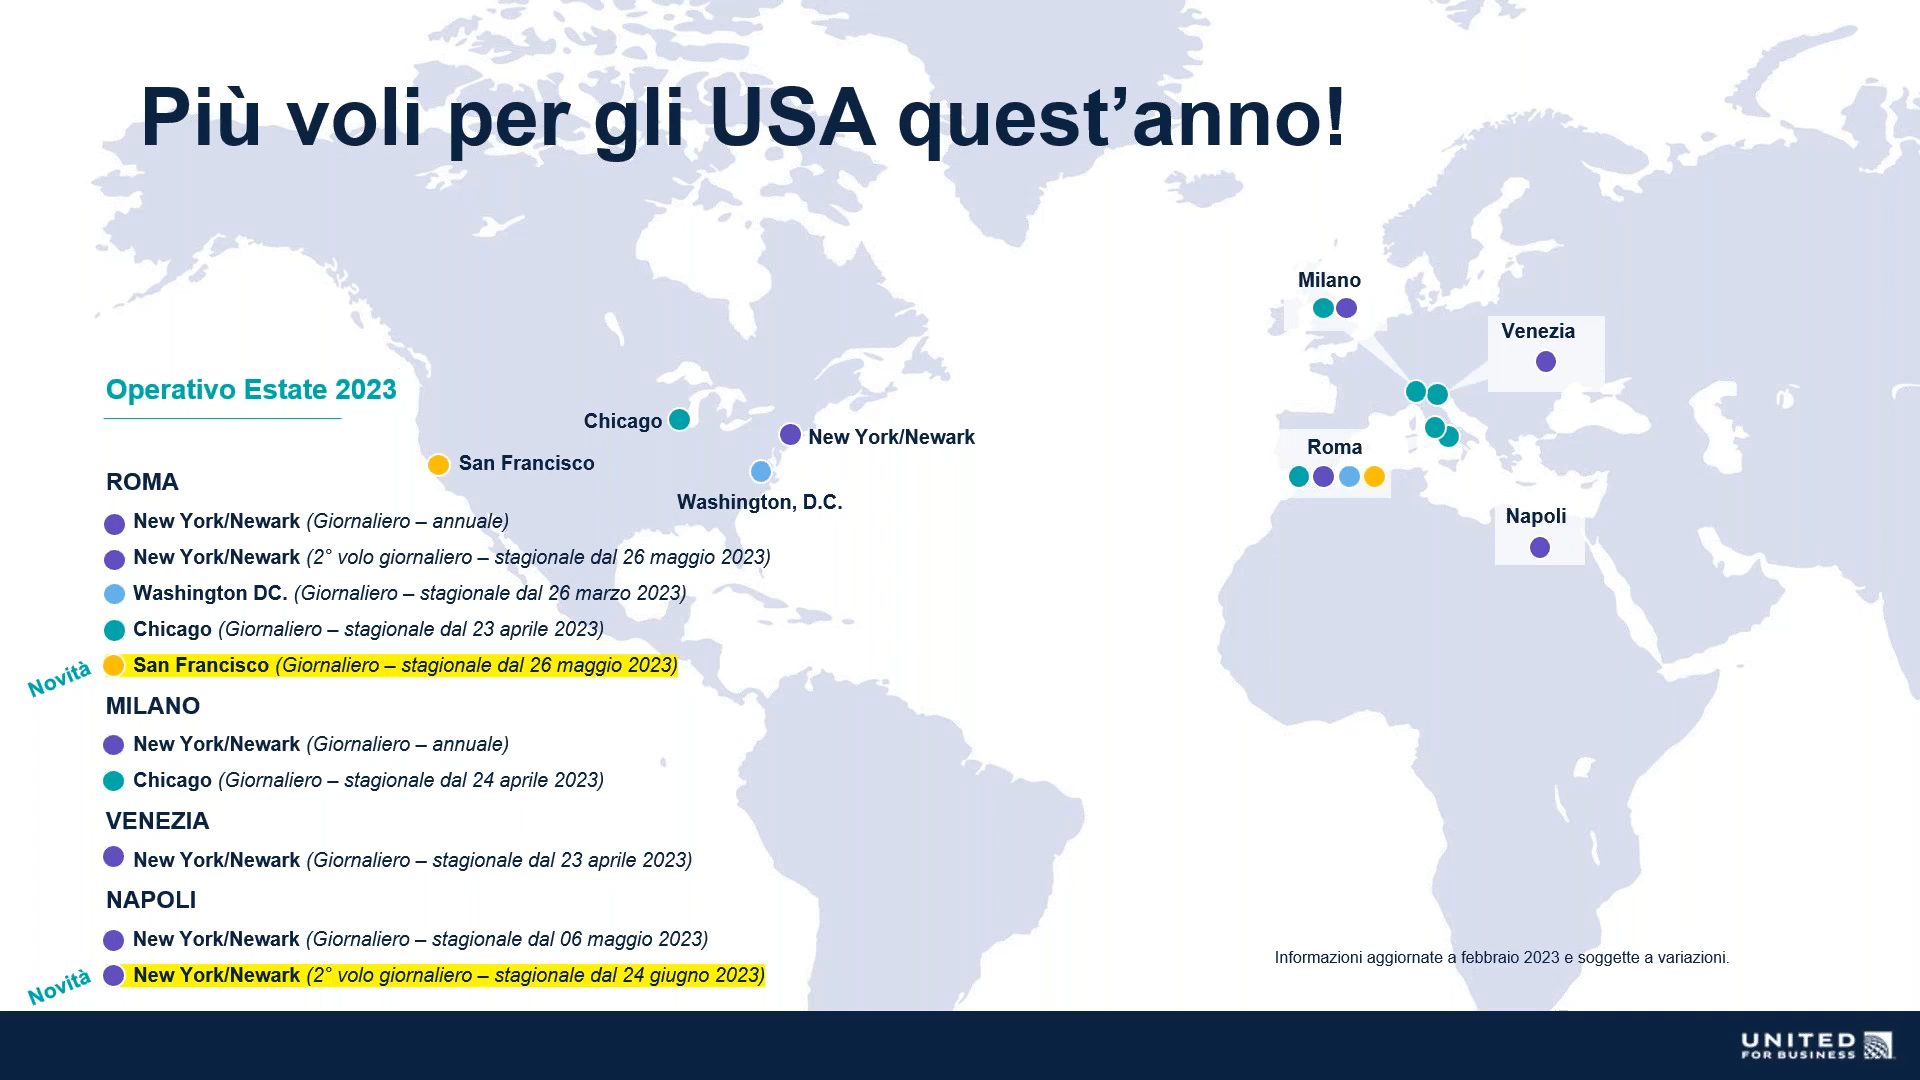 Più voli per gli USA quest’anno!
Operativo Estate 2023
ROMA
New York/Newark (Giornaliero – annuale)
New York/Newark (2° volo giornaliero – stagionale dal 26 maggio 2023)
Washington DC. (Giornaliero – stagionale dal 26 marzo 2023)
Chicago (Giornaliero – stagionale dal 23 aprile 2023)
Novità
San Francisco (Giornaliero – stagionale dal 26 maggio 2023)
MILANO
New York/Newark (Giornaliero – annuale)
Chicago (Giornaliero – stagionale dal 24 aprile 2023)
VENEZIA
New York/Newark (Giornaliero – stagionale dal 23 aprile 2023)
NAPOLI
New York/Newark (Giornaliero – stagionale dal 06 maggio 2023)
Novità
New York/Newark (2° volo giornaliero – stagionale dal 24 giugno 2023)
Chicago
New York/Newark
San Francisco
Washington, D.C.
Milano
Venezia
Roma
Napoli
Informazioni aggiornate a febbraio 2023 e soggette a variazioni.
UNITED
FOR BUSINESS